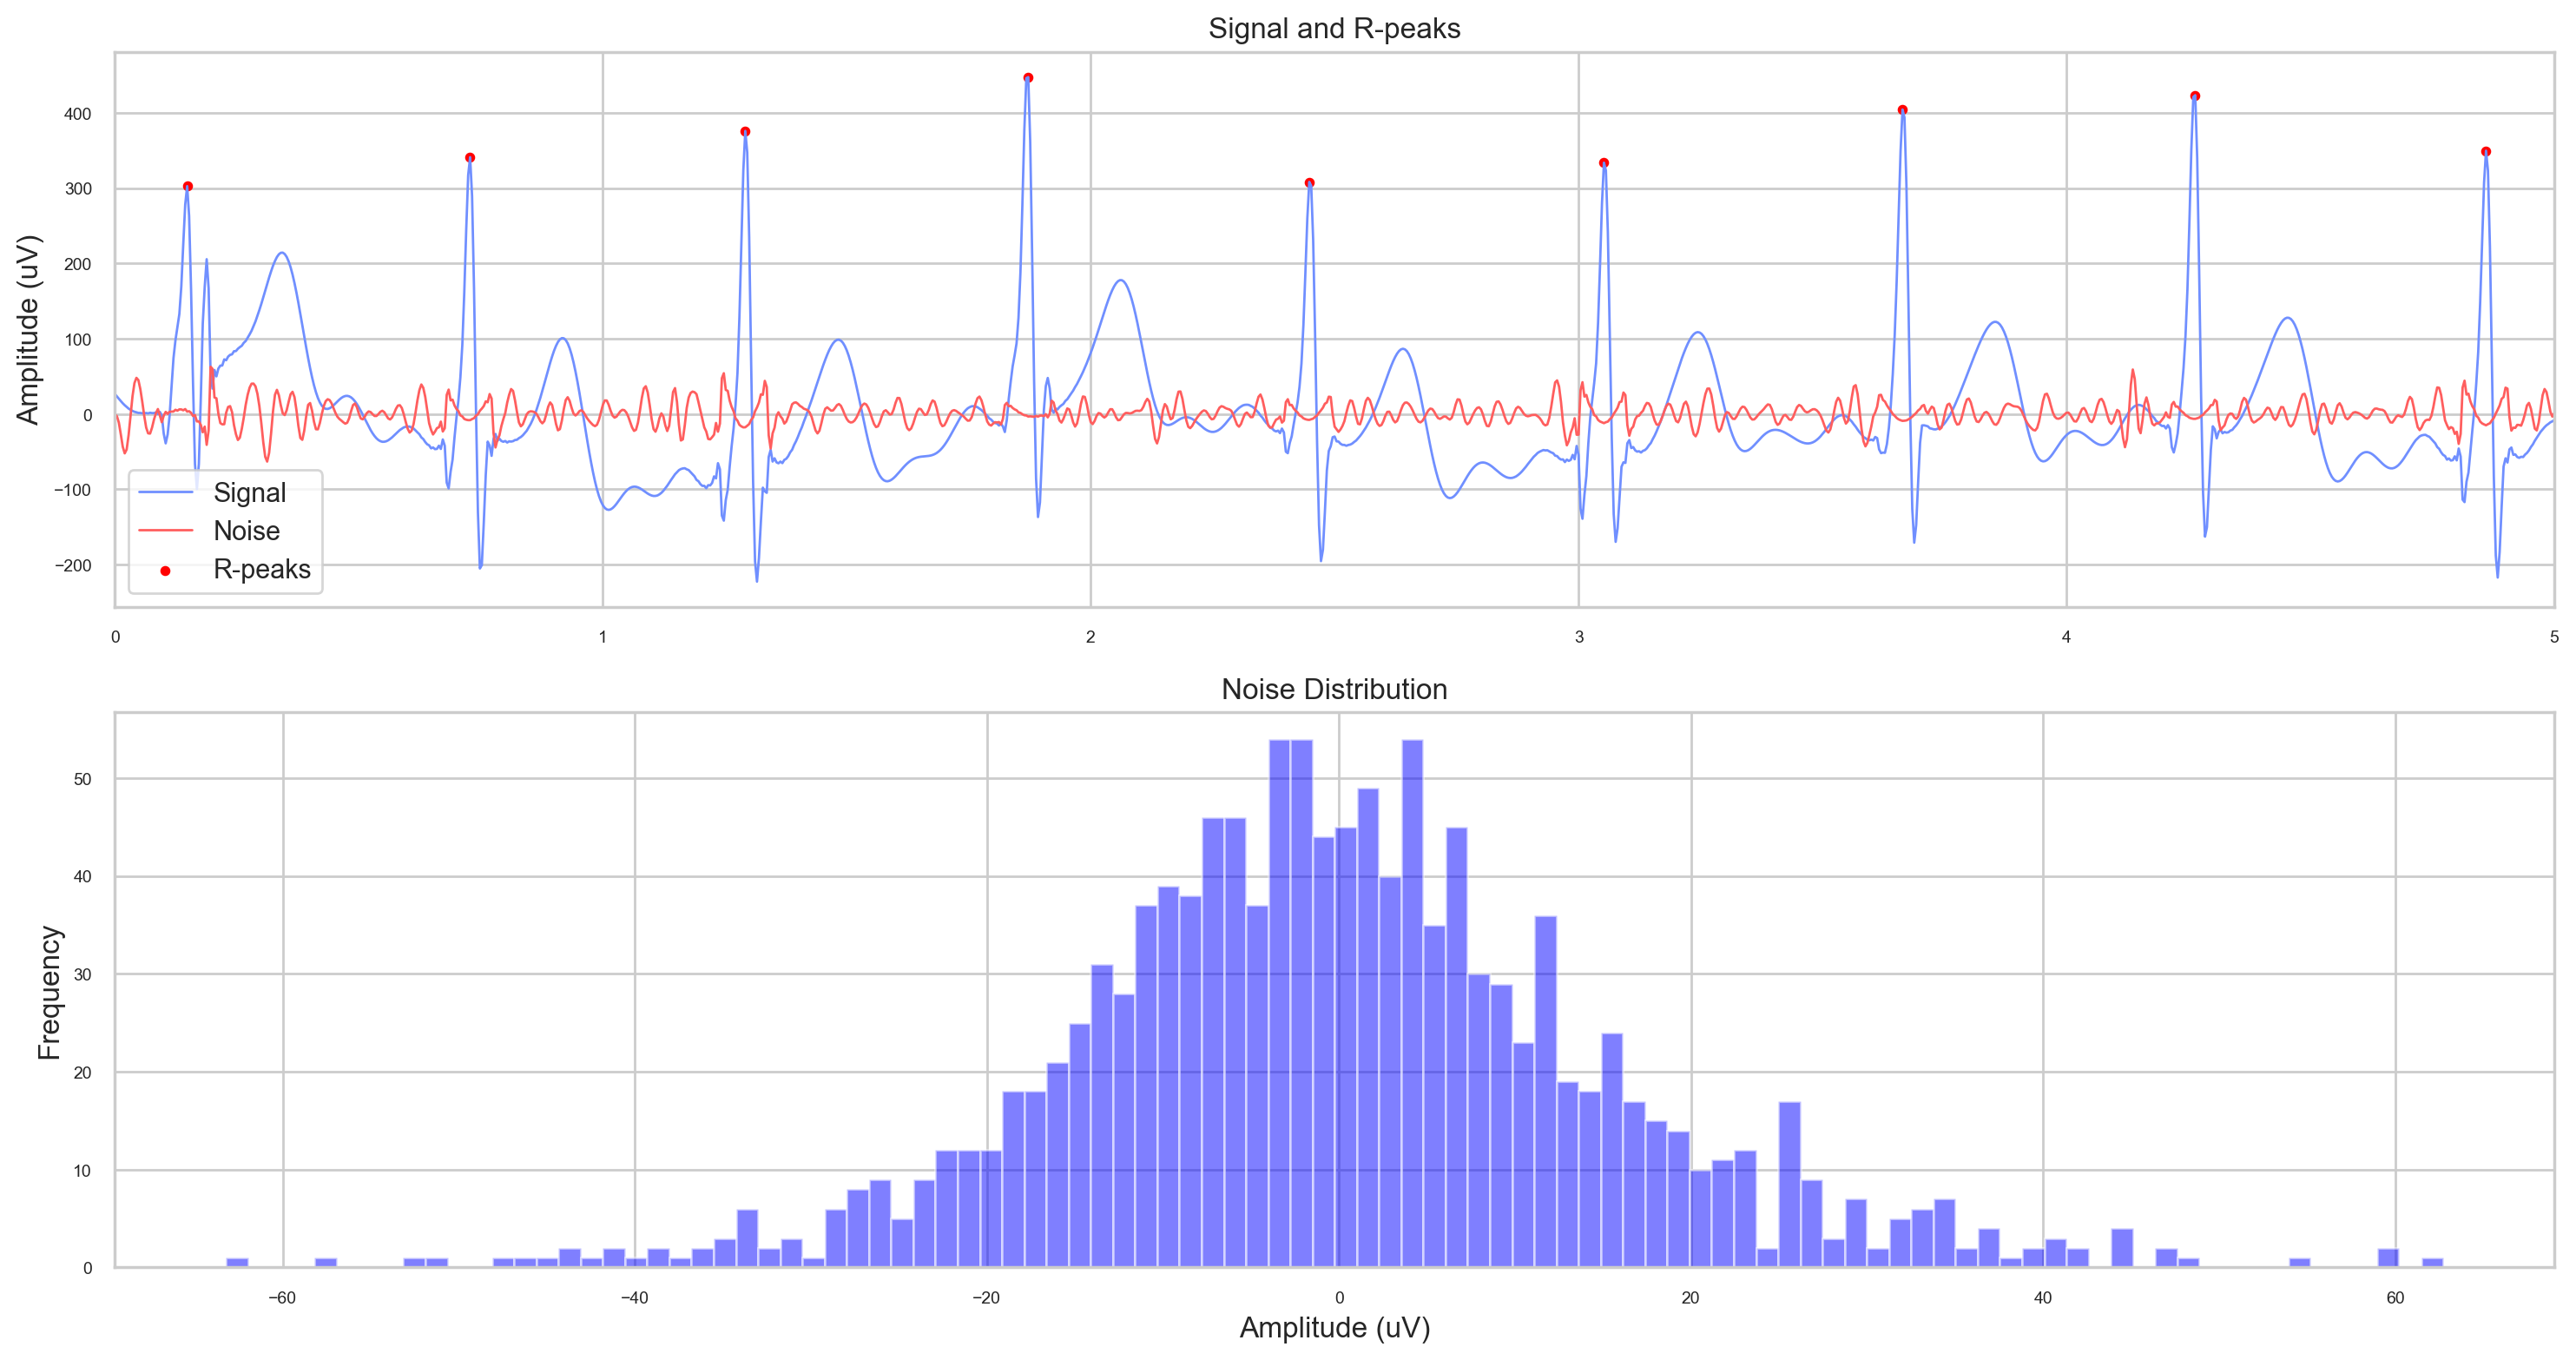 Signal and R-peaks
Amplitude (uV)
400
300
200
100
0
−100
−200
Signal
Noise
R-peaks
0 1 2 3 4 5
Noise Distribution
Frequency
50
40
30
20
10
0
−60 −40 −20 0 20 40 60
Amplitude (uV)